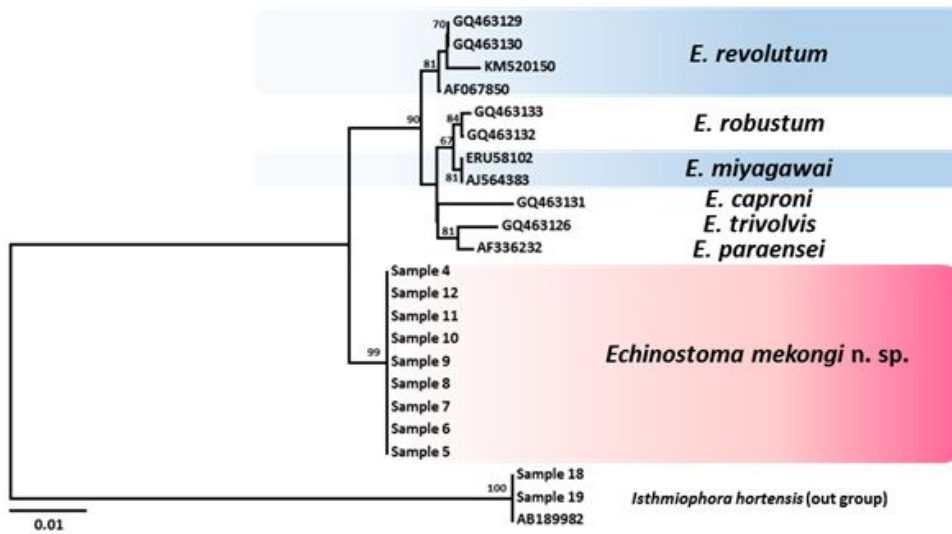 70
GQ463129
GQ463130
E. revolutum
81
KM520150
AF067850
90
84
GQ463133
E. robustum
GQ463132
67
ERU58102
E. miyagawai
81
AJ564383
E. caproni
GQ463131
E. trivolvis
GQ463126
81
AF336232
E. paraensei
Sample 4
Sample 12
Sample 11
Sample 10
99
Sample 9
Echinostoma mekongi n. sp.
Sample 8
Sample 7
Sample 6
Sample 5
Sample 18
100
Sample 19
Isthmiophora hortensis (out group)
AB189982
0.01